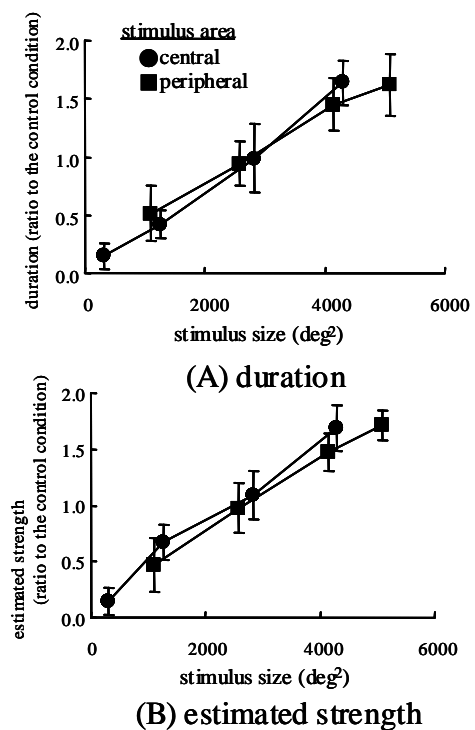 stimulus area
central
peripheral
2.0
1.5
1.0
0.5
0.0
duration (ratio to the control condition)
0 2000 4000 6000
stimulus size (deg²)
(A) duration
2.0
1.5
1.0
0.5
0.0
estimated strength
(ratio to the control condition)
0 2000 4000 6000
stimulus size (deg²)
(B) estimated strength